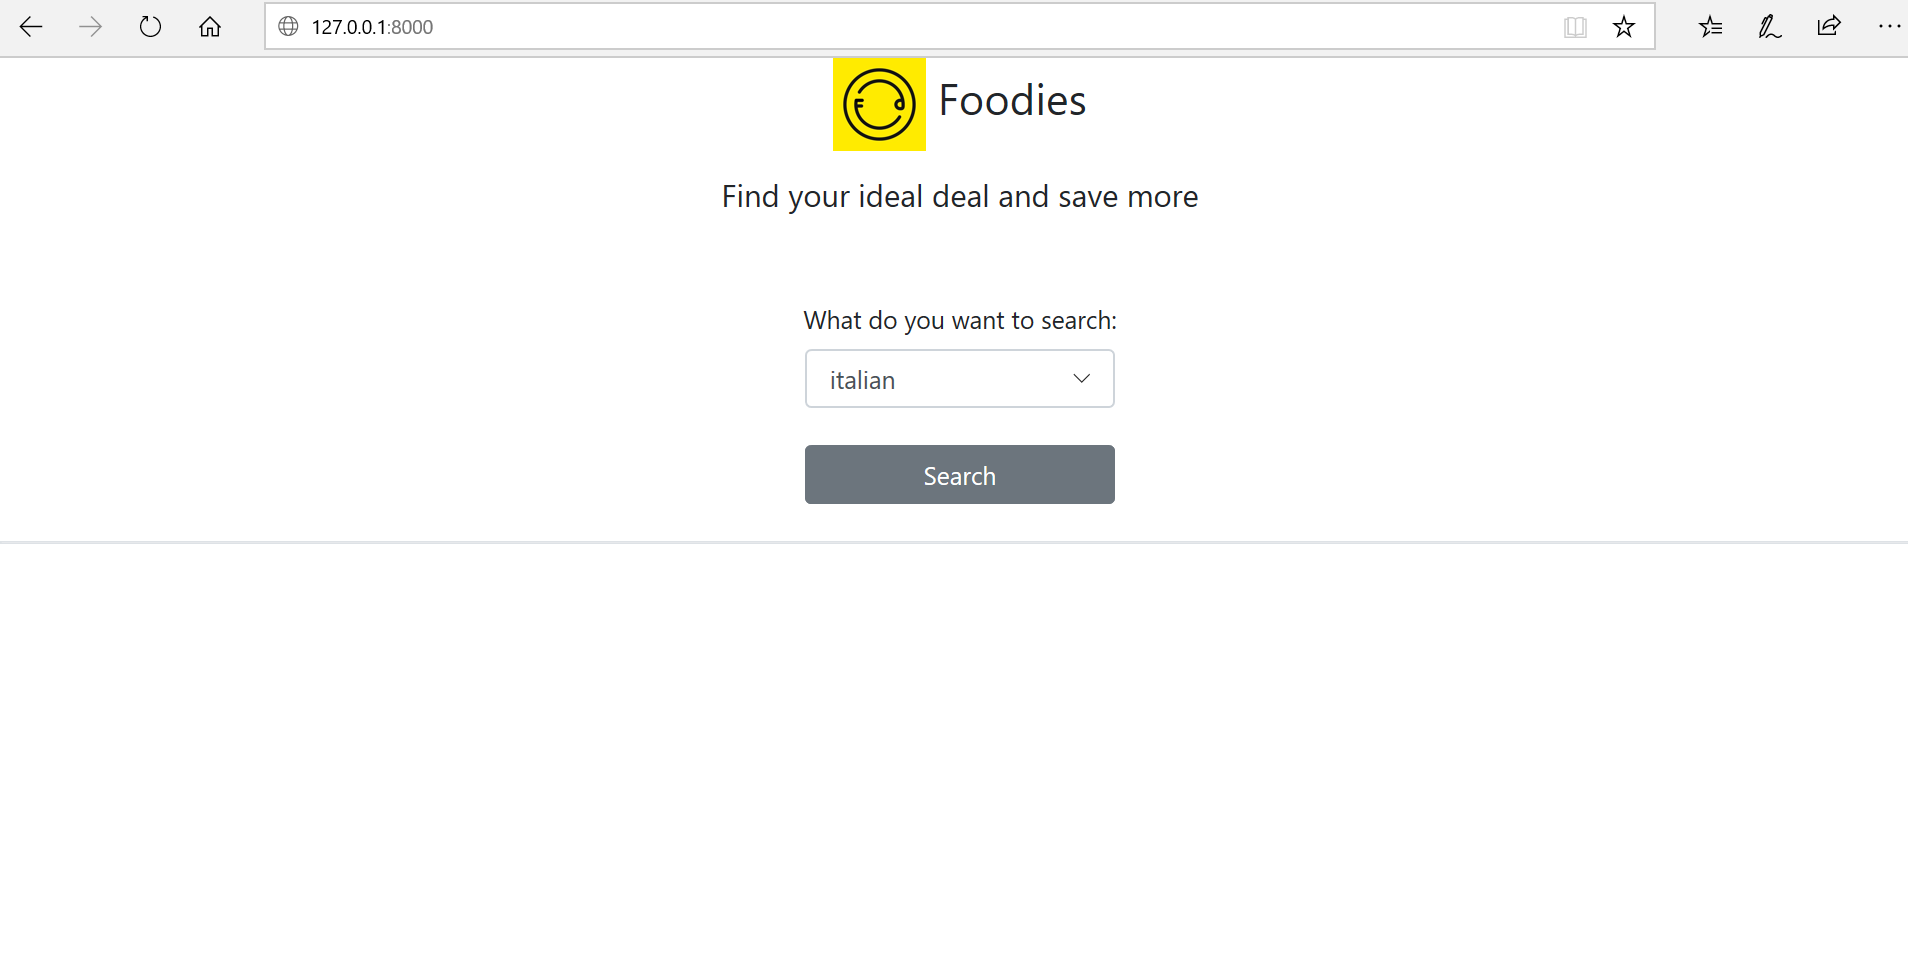 127.0.0.1:8000
F d
Foodies
Find your ideal deal and save more
What do you want to search:
italian
Search